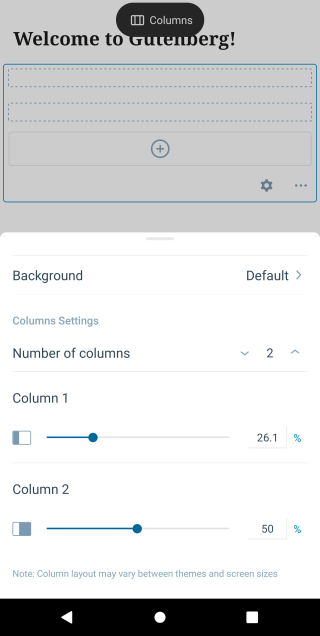 Columns
Welcome to Gutenberg!
Background Default
Columns Settings
Number of columns 2
Column 1
26.1 %
Column 2
50 %
Note: Column layout may vary between themes and screen sizes